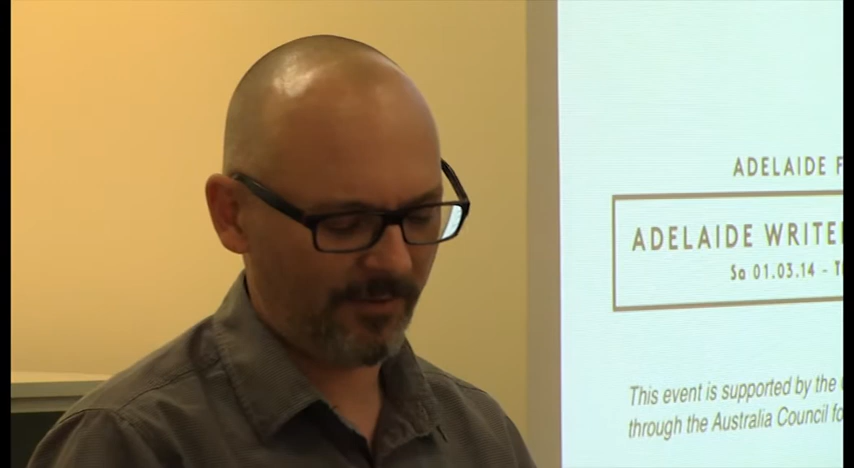 ADELAIDE F
ADELAIDE WRITE
Sa 01.03.14 – T
This event is supported by the
through the Australia Council fo